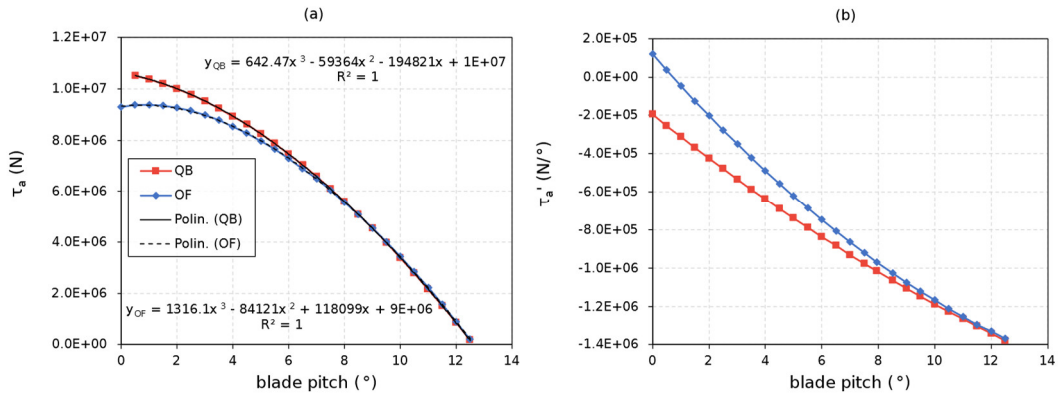 (a)
1.2E+07
1.0E+07
8.0E+06
6.0E+06
4.0E+06
2.0E+06
0.0E+00
τa (N)
yQB = 642.47x 3 - 59364x 2 - 194821x + 1E+07
R² = 1
QB
OF
Polin. (QB)
Polin. (OF)
yOF = 1316.1x 3 - 84121x 2 + 118099x + 9E+06
R² = 1
0 2 4 6 8 10 12 14
blade pitch (°)
(b)
2.0E+05
0.0E+00
-2.0E+05
-4.0E+05
-6.0E+05
-8.0E+05
-1.0E+06
-1.2E+06
-1.4E+06
τa' (N/°)
0 2 4 6 8 10 12 14
blade pitch (°)